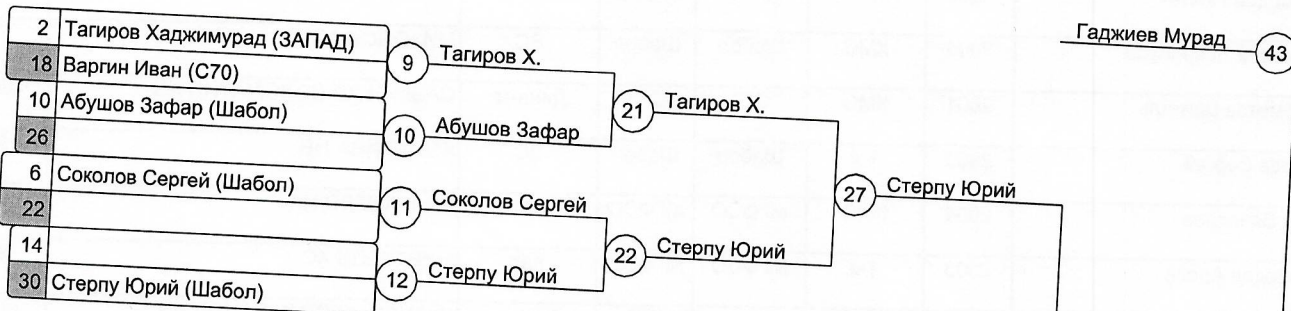 2 Тагиров Хаджимурад (ЗАПАД)
18 Варгин Иван (С70)
10 Абушов Зафар (Шабол)
26
6 Соколов Сергей (Шабол)
22
14
30 Стерпу Юрий (Шабол)
9 Тагиров Х.
10 Абушов Зафар
11 Соколов Сергей
12 Стерпу Юрий
21 Тагиров Х.
22 Стерпу Юрий
27 Стерпу Юрий
Гаджиев Мурад 43